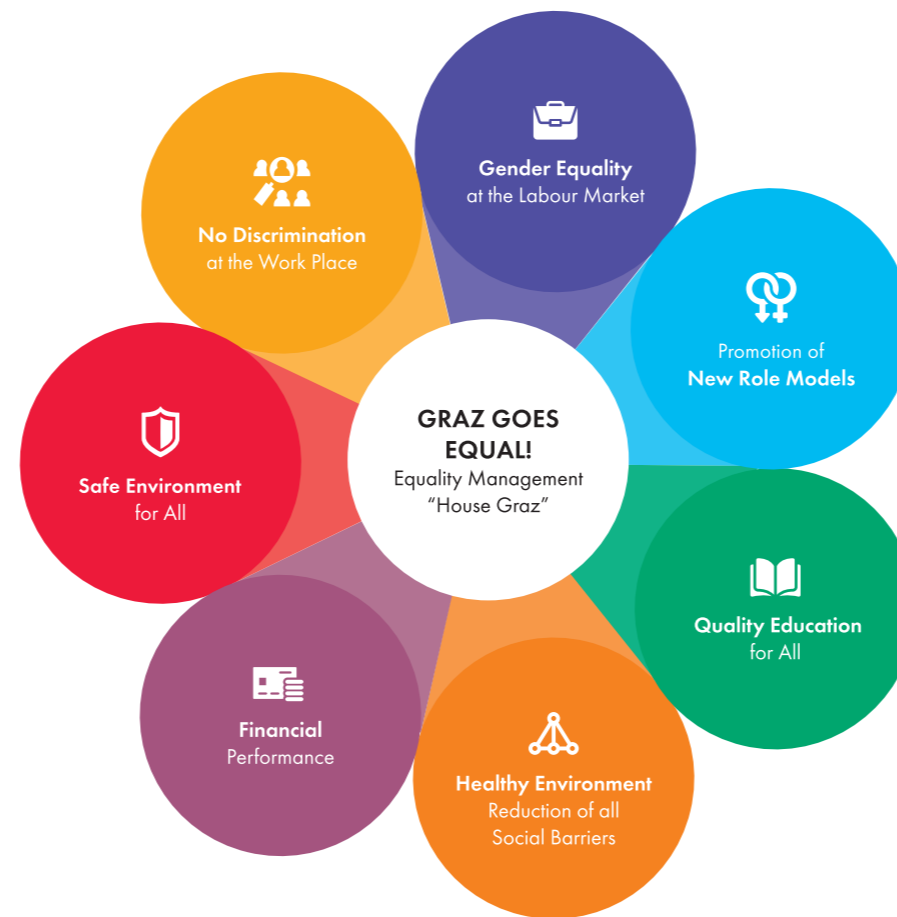 GRAZ GOES
EQUAL!
Equality Management
“House Graz”
Gender Equality
at the Labour Market
Promotion of
New Role Models
Quality Education
for All
Healthy Environment
Reduction of all
Social Barriers
Financial
Performance
Safe Environment
for All
No Discrimination
at the Work Place